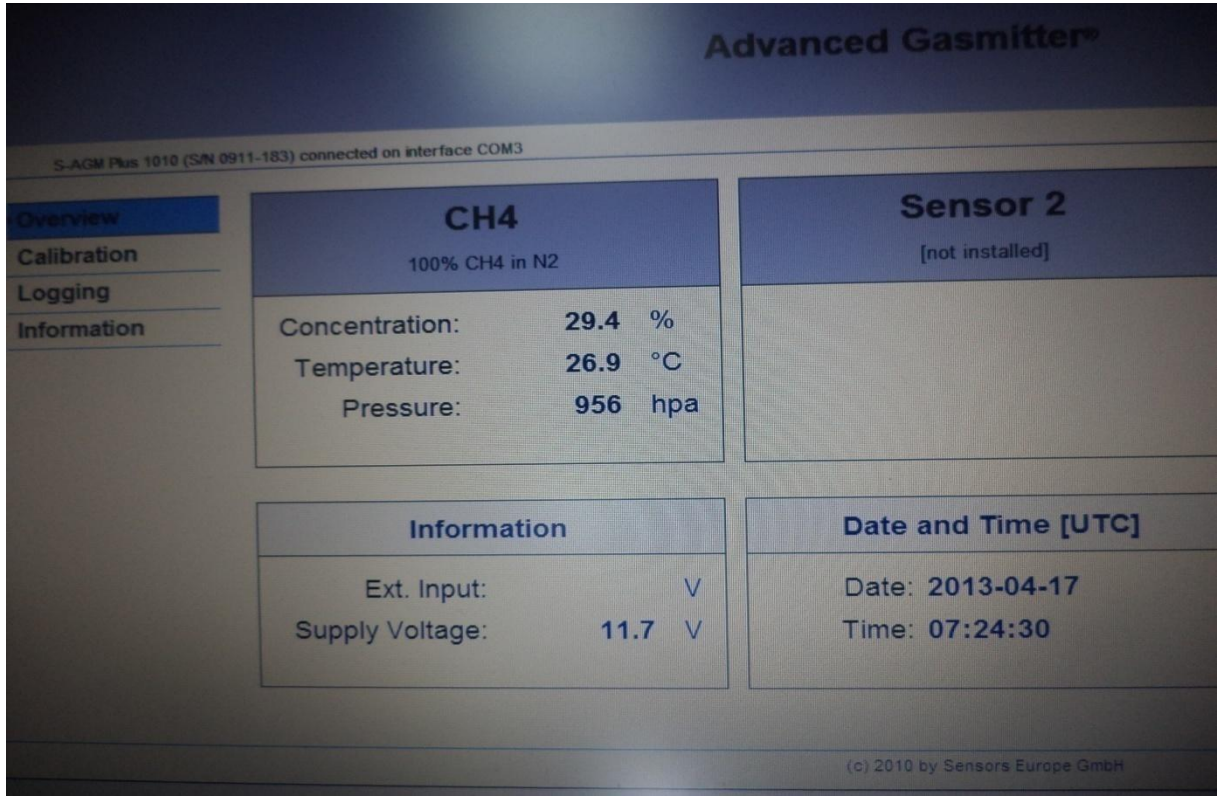 Advanced Gasmitter®
S-AGM Plus 1010 (S/N 0911-183) connected on interface COM3
Overview
Calibration
Logging
Information
CH4
100% CH4 in N2
Concentration: 29.4 %
Temperature: 26.9 °C
Pressure: 956 hpa
Sensor 2
[not installed]
Information
Ext. Input: V
Supply Voltage: 11.7 V
Date and Time [UTC]
Date: 2013-04-17
Time: 07:24:30
(c) 2010 by Sensors Europe GmbH